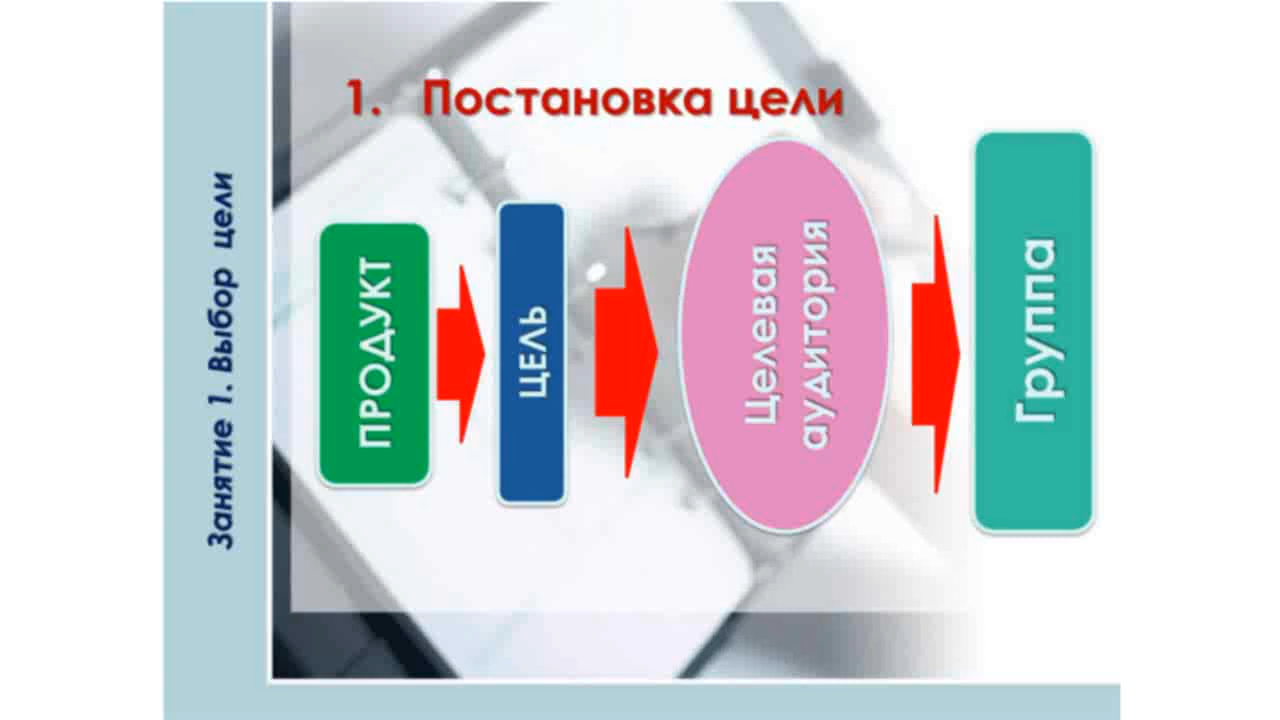 Занятие 1. Выбор цели
1. Постановка цели
ПРОДУКТ
ЦЕЛЬ
Целевая
аудитория
Группа